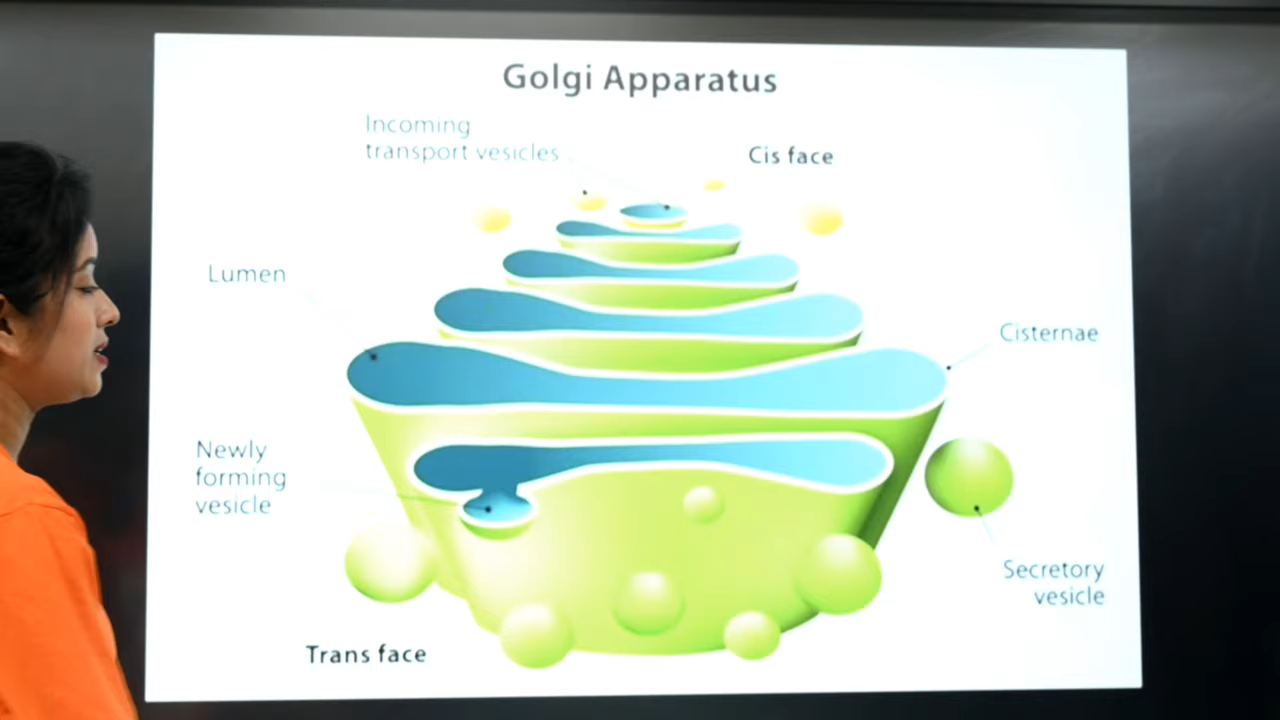 Golgi Apparatus
Incoming
transport vesicles
Cis face
Lumen
Cisternae
Newly
forming
vesicle
Secretory
vesicle
Trans face